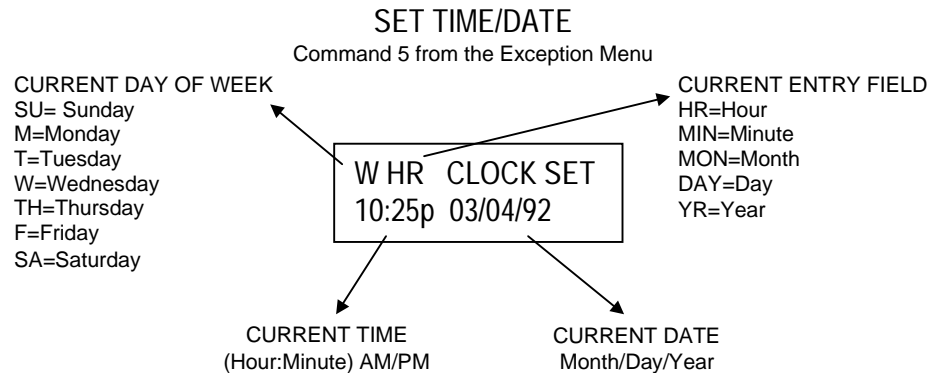 SET TIME/DATE
Command 5 from the Exception Menu
CURRENT DAY OF WEEK
SU= Sunday
M=Monday
T=Tuesday
W=Wednesday
TH=Thursday
F=Friday
SA=Saturday
CURRENT ENTRY FIELD
HR=Hour
MIN=Minute
MON=Month
DAY=Day
YR=Year
W HR CLOCK SET
10:25p 03/04/92
CURRENT TIME
(Hour:Minute) AM/PM
CURRENT DATE
Month/Day/Year